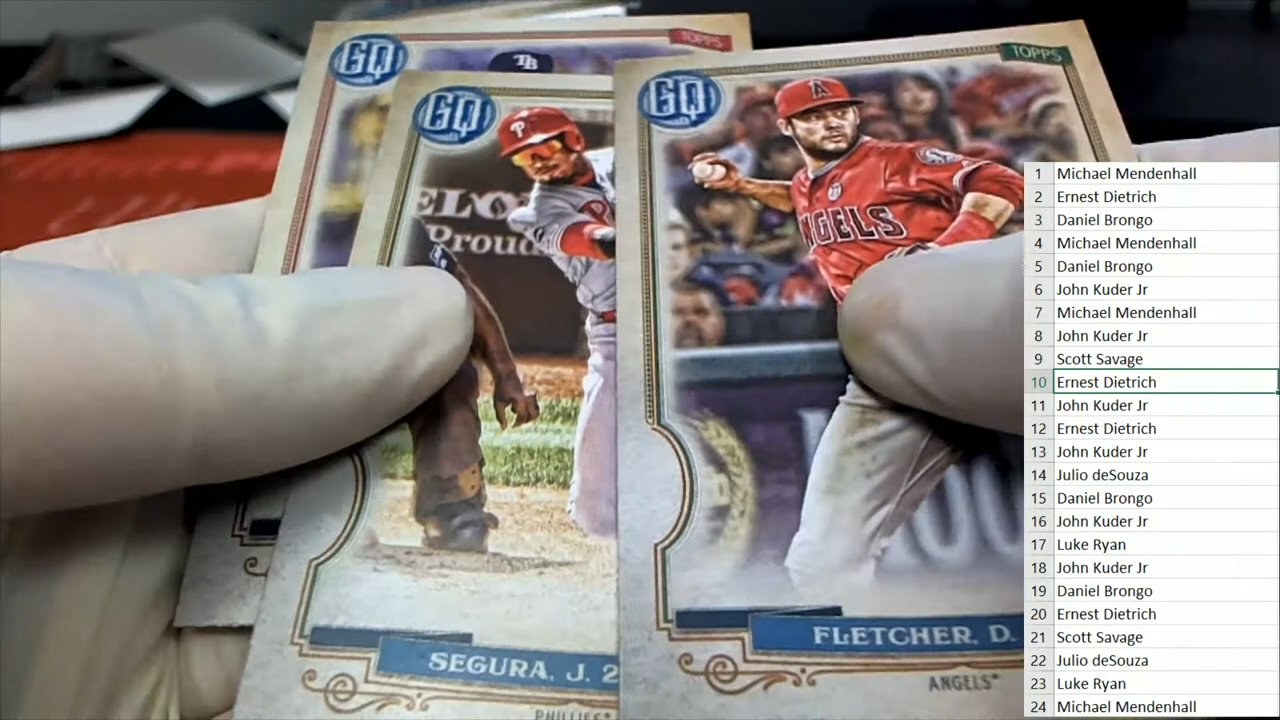 GQ
TOPPS
TB
GQ
P
ELO
Proud
SEGURA, J. 2
PHILLIES
GQ
TOPPS
A
ANGELS
FLETCHER, D.
ANGELS
1 Michael Mendenhall
2 Ernest Dietrich
3 Daniel Brongo
4 Michael Mendenhall
5 Daniel Brongo
6 John Kuder Jr
7 Michael Mendenhall
8 John Kuder Jr
9 Scott Savage
10 Ernest Dietrich
11 John Kuder Jr
12 Ernest Dietrich
13 John Kuder Jr
14 Julio deSouza
15 Daniel Brongo
16 John Kuder Jr
17 Luke Ryan
18 John Kuder Jr
19 Daniel Brongo
20 Ernest Dietrich
21 Scott Savage
22 Julio deSouza
23 Luke Ryan
24 Michael Mendenhall